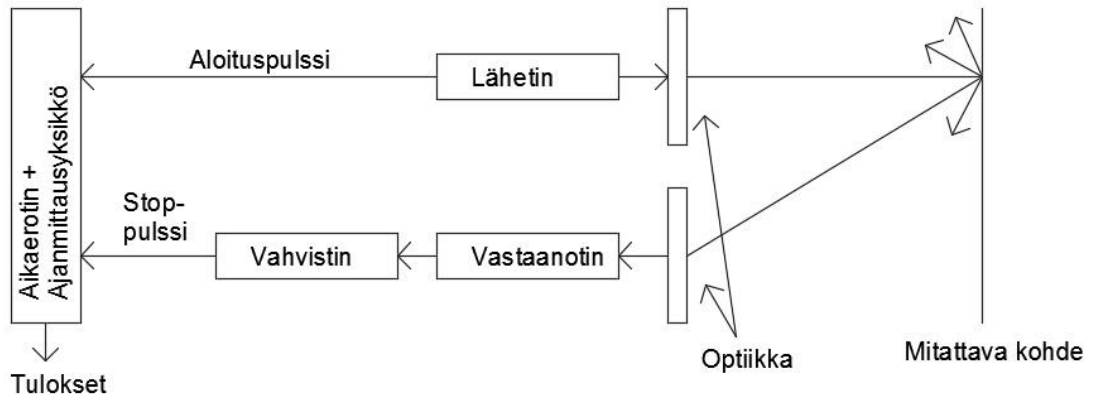 Aikaerotin +
Ajanmittausyksikkö
Aloituspulssi
Lähetin
Stop-
pulssi
Vahvistin
Vastaanotin
Optiikka
Mitattava kohde
Tulokset